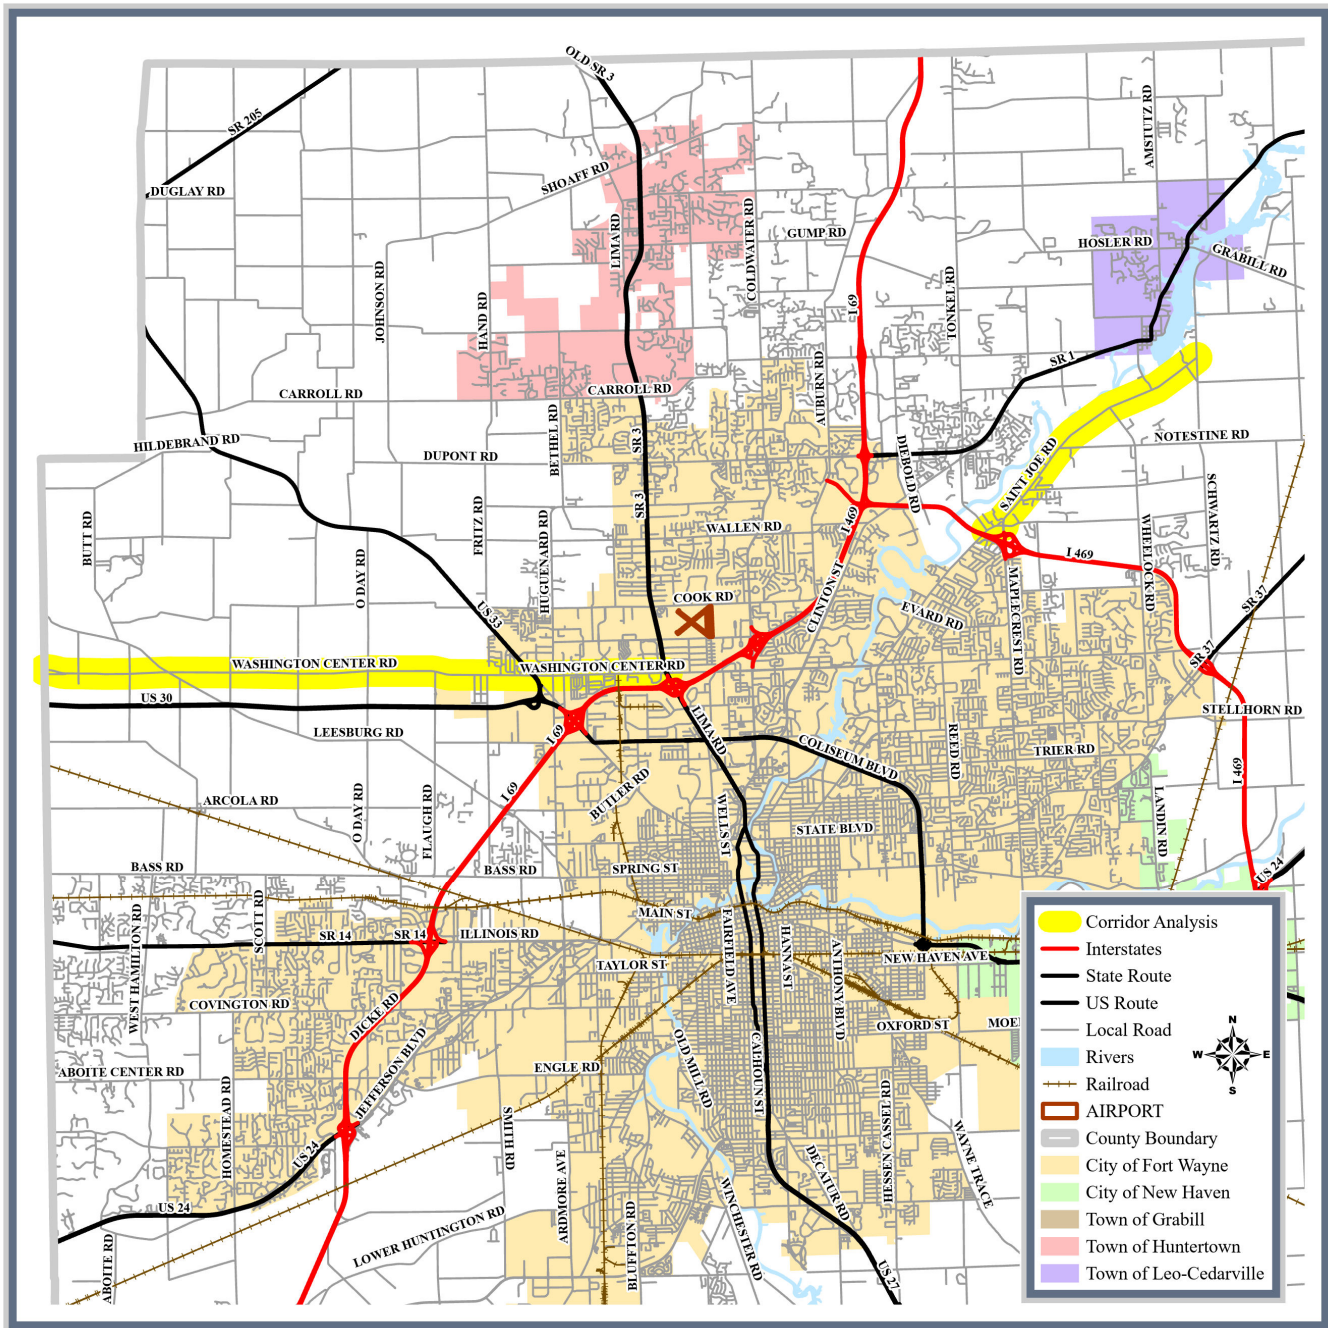 OLD SR 3
SR 205
DUGLAY RD
SHOAFF RD
AMSTUTZ RD
LIMA RD
COLDWATER RD
GUMP RD
HOSLER RD
GRABILL RD
JOHNSON RD
HAND RD
I 69
TONKEL RD
SR 1
CARROLL RD
CARROLL RD
AUBURN RD
HILDEBRAND RD
DUPONT RD
BETHEL RD
SR 3
DIEBOLD RD
SAINT JOE RD
NOTESTINE RD
SCHWARTZ RD
BUTT RD
FRITZ RD
HUGUENARD RD
SR 3
WALLEN RD
I 469
WHEELOCK RD
I 469
O DAY RD
US 33
COOK RD
CLINTON ST
EVARD RD
MAPLECREST RD
SR 37
SR 37
WASHINGTON CENTER RD
WASHINGTON CENTER RD
US 30
LEESBURG RD
I 69
LIMA RD
COLISEUM BLVD
REED RD
TRIER RD
STELLHORN RD
I 469
ARCOLA RD
O DAY RD
FLAUGH RD
I 69
BUTLER RD
WELLS ST
STATE BLVD
LANDIN RD
BASS RD
BASS RD
SPRING ST
US 24
WEST HAMILTON RD
SCOTT RD
SR 14
SR 14
ILLINOIS RD
MAIN ST
FAIRFIELD AVE
HANNA ST
ANTHONY BLVD
NEW HAVEN AVE
TAYLOR ST
COVINGTON RD
DICKE RD
OXFORD ST
MOE
ABOITE CENTER RD
JEFFERSON BLVD
ENGLE RD
OLD MILL RD
CALHOUN ST
HOMESTEAD RD
SMITH RD
HESSEN CASSEL RD
WAYNE TRACE
US 24
US 24
ARDMORE AVE
DECATUR RD
WINCHESTER RD
ABOITE RD
LOWER HUNTINGTON RD
BLUFFTON RD
US 27
Corridor Analysis
Interstates
State Route
US Route
Local Road
Rivers
Railroad
AIRPORT
County Boundary
City of Fort Wayne
City of New Haven
Town of Grabill
Town of Huntertown
Town of Leo-Cedarville
N
W
E
S